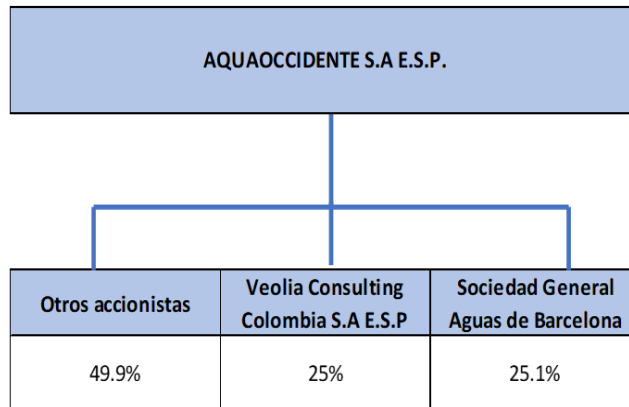 AQUAOCCIDENTE S.A E.S.P.
Otros accionistas
Veolia Consulting
Colombia S.A E.S.P
Sociedad General
Aguas de Barcelona
49.9%
25%
25.1%